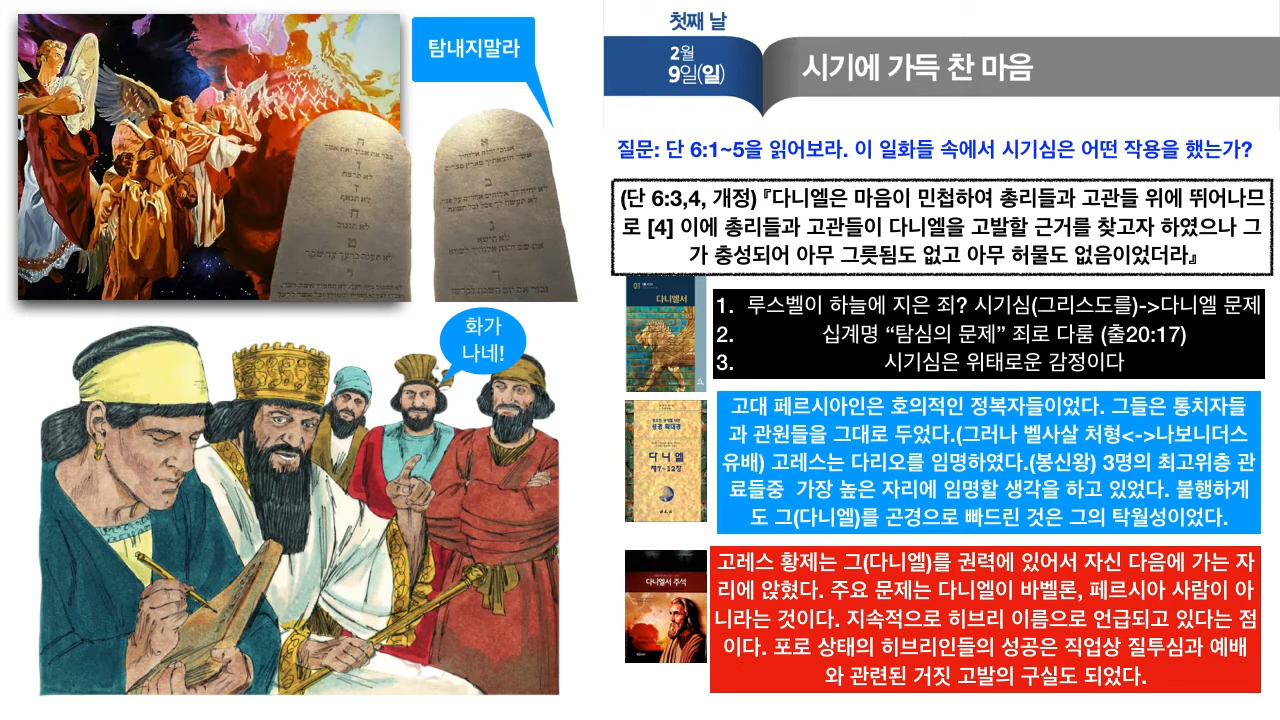 탐내지말라
첫째 날
2월
9일(일)
시기에 가득 찬 마음
질문: 단 6:1~5을 읽어보라. 이 일화들 속에서 시기심은 어떤 작용을 했는가?
(단 6:3,4, 개정) 『다니엘은 마음이 민첩하여 총리들과 고관들 위에 뛰어나므
로 [4] 이에 총리들과 고관들이 다니엘을 고발할 근거를 찾고자 하였으나 그
가 충성되어 아무 그릇됨도 없고 아무 허물도 없음이었더라』
01
다니엘서
1. 루스벨이 하늘에 지은 죄? 시기심(그리스도를)->다니엘 문제
2. 십계명 “탐심의 문제” 죄로 다룸 (출20:17)
3. 시기심은 위태로운 감정이다
화가
나네!
성경 확대경
다니엘
제7~12장
고대 페르시아인은 호의적인 정복자들이었다. 그들은 통치자들
과 관원들을 그대로 두었다.(그러나 벨사살 처형<->나보니더스
유배) 고레스는 다리오를 임명하였다.(봉신왕) 3명의 최고위층 관
료들중 가장 높은 자리에 임명할 생각을 하고 있었다. 불행하게
도 그(다니엘)를 곤경으로 빠드린 것은 그의 탁월성이었다.
다니엘서 주석
고레스 황제는 그(다니엘)를 권력에 있어서 자신 다음에 가는 자
리에 앉혔다. 주요 문제는 다니엘이 바벨론, 페르시아 사람이 아
니라는 것이다. 지속적으로 히브리 이름으로 언급되고 있다는 점
이다. 포로 상태의 히브리인들의 성공은 직업상 질투심과 예배
와 관련된 거짓 고발의 구실도 되었다.